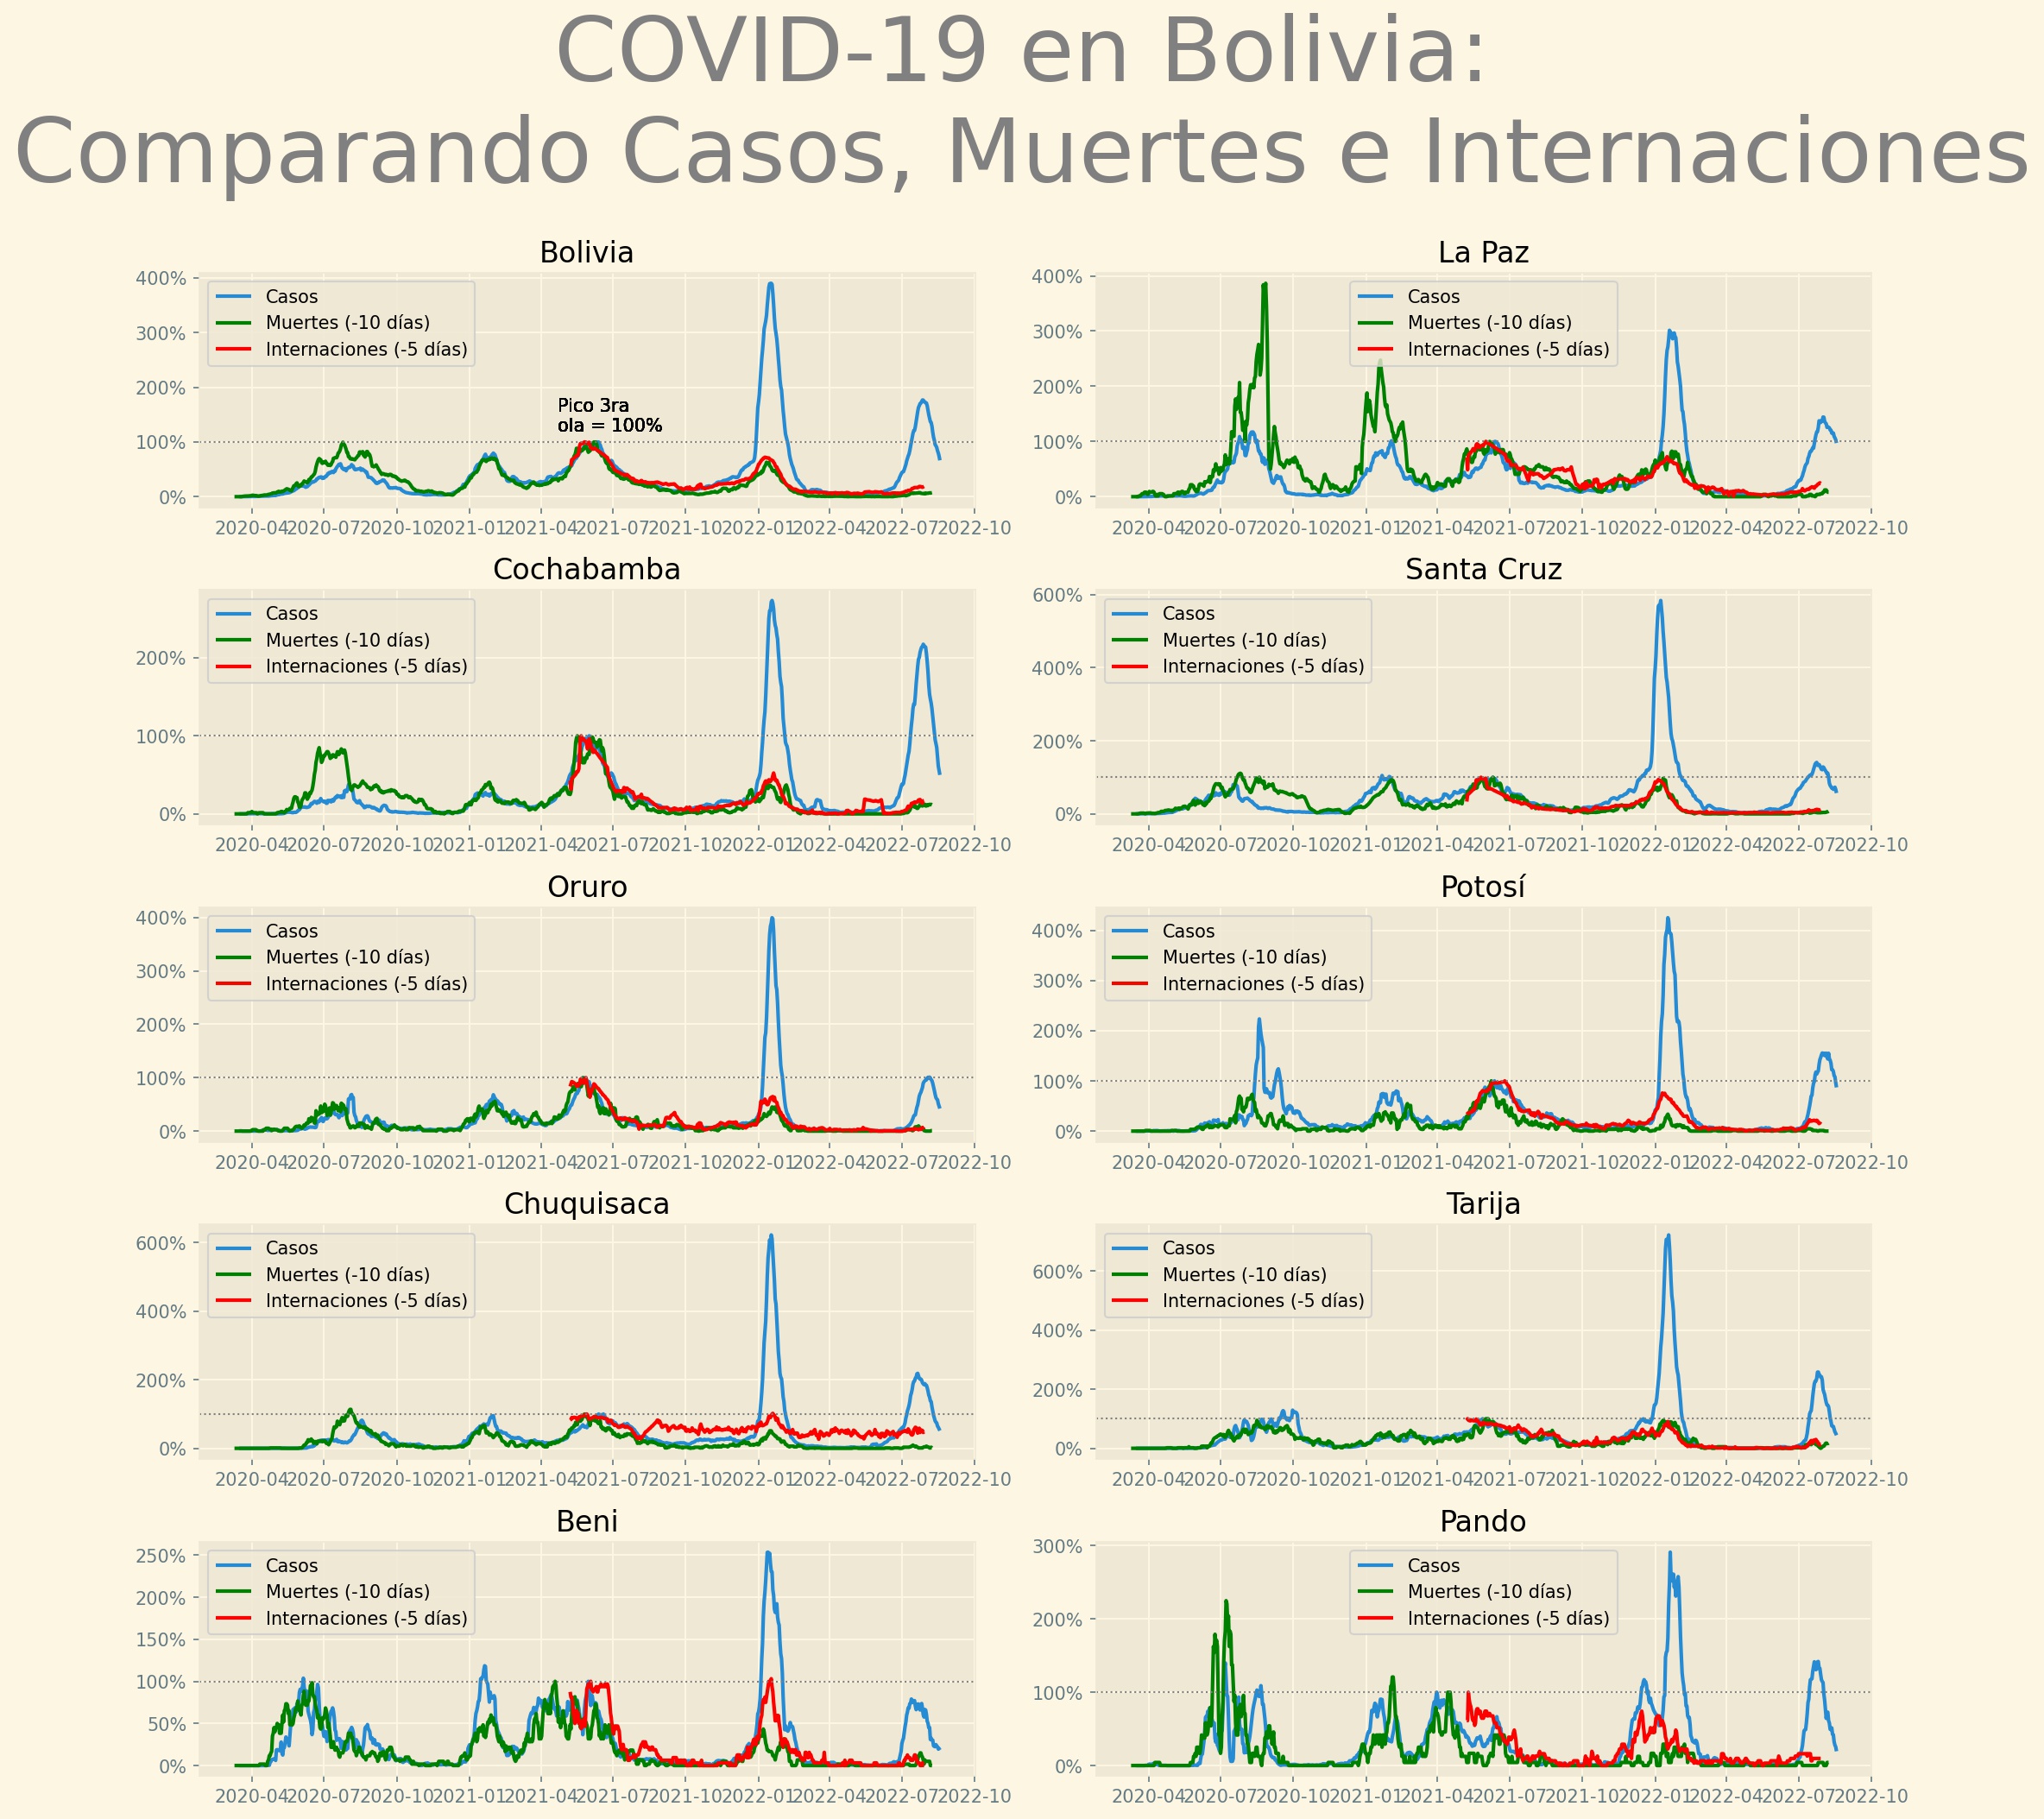 COVID-19 en Bolivia:
Comparando Casos, Muertes e Internaciones
Bolivia
400%
300%
200%
100%
0%
Casos
Muertes (-10 días)
Internaciones (-5 días)
Pico 3ra
ola = 100%
2020-04 2020-07 2020-10 2021-01 2021-04 2021-07 2021-10 2022-01 2022-04 2022-07 2022-10
La Paz
400%
300%
200%
100%
0%
Casos
Muertes (-10 días)
Internaciones (-5 días)
2020-04 2020-07 2020-10 2021-01 2021-04 2021-07 2021-10 2022-01 2022-04 2022-07 2022-10
Cochabamba
200%
100%
0%
Casos
Muertes (-10 días)
Internaciones (-5 días)
2020-04 2020-07 2020-10 2021-01 2021-04 2021-07 2021-10 2022-01 2022-04 2022-07 2022-10
Santa Cruz
600%
400%
200%
0%
Casos
Muertes (-10 días)
Internaciones (-5 días)
2020-04 2020-07 2020-10 2021-01 2021-04 2021-07 2021-10 2022-01 2022-04 2022-07 2022-10
Oruro
400%
300%
200%
100%
0%
Casos
Muertes (-10 días)
Internaciones (-5 días)
2020-04 2020-07 2020-10 2021-01 2021-04 2021-07 2021-10 2022-01 2022-04 2022-07 2022-10
Potosí
400%
300%
200%
100%
0%
Casos
Muertes (-10 días)
Internaciones (-5 días)
2020-04 2020-07 2020-10 2021-01 2021-04 2021-07 2021-10 2022-01 2022-04 2022-07 2022-10
Chuquisaca
600%
400%
200%
0%
Casos
Muertes (-10 días)
Internaciones (-5 días)
2020-04 2020-07 2020-10 2021-01 2021-04 2021-07 2021-10 2022-01 2022-04 2022-07 2022-10
Tarija
600%
400%
200%
0%
Casos
Muertes (-10 días)
Internaciones (-5 días)
2020-04 2020-07 2020-10 2021-01 2021-04 2021-07 2021-10 2022-01 2022-04 2022-07 2022-10
Beni
250%
200%
150%
100%
50%
0%
Casos
Muertes (-10 días)
Internaciones (-5 días)
2020-04 2020-07 2020-10 2021-01 2021-04 2021-07 2021-10 2022-01 2022-04 2022-07 2022-10
Pando
300%
200%
100%
0%
Casos
Muertes (-10 días)
Internaciones (-5 días)
2020-04 2020-07 2020-10 2021-01 2021-04 2021-07 2021-10 2022-01 2022-04 2022-07 2022-10